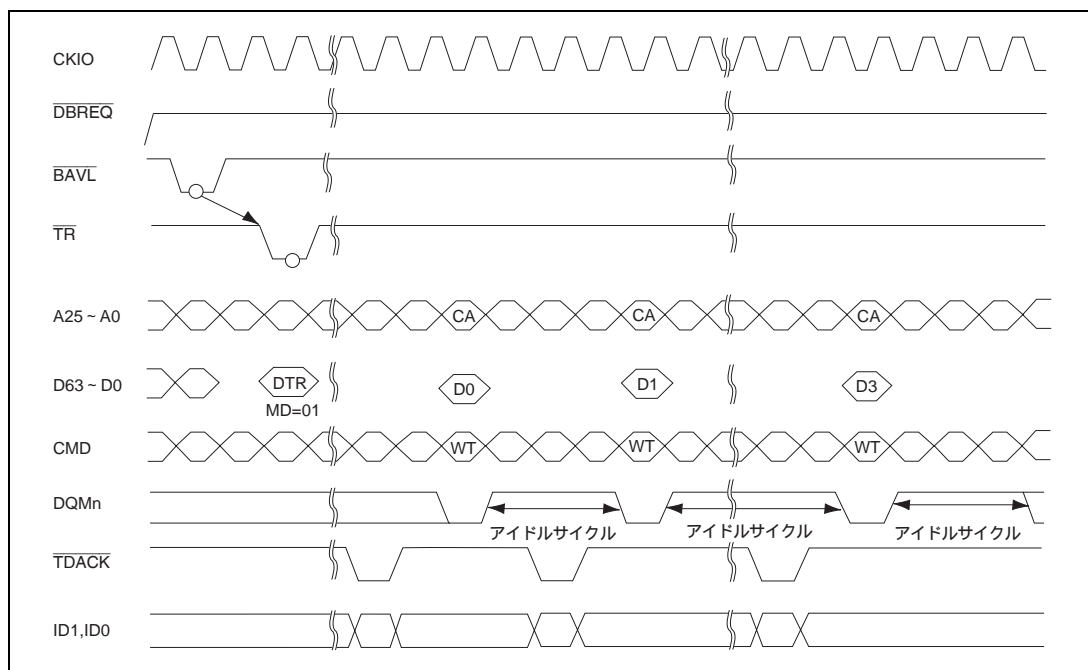 CKIO
DBREQ
BAVL
TR
A25 ~ A0 CA CA CA
D63 ~ D0 DTR D0 D1 D3
MD=01
CMD WT WT WT
DQMn
アイドルサイクル アイドルサイクル アイドルサイクル
TDACK
ID1,ID0